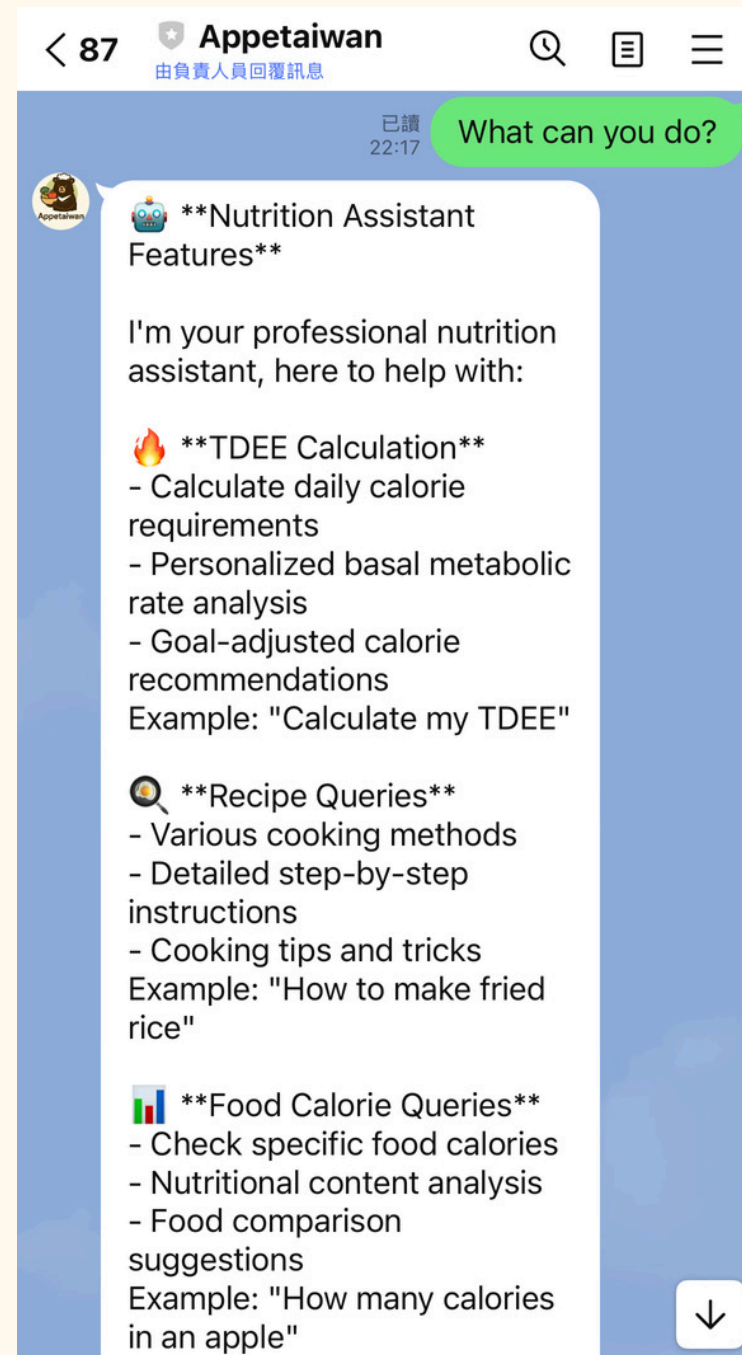 87
Appetaiwan
由負責人員回覆訊息
已讀
22:17
What can you do?
Appetaiwan
**Nutrition Assistant
Features**
I'm your professional nutrition
assistant, here to help with:
**TDEE Calculation**
- Calculate daily calorie
requirements
- Personalized basal metabolic
rate analysis
- Goal-adjusted calorie
recommendations
Example: "Calculate my TDEE"
**Recipe Queries**
- Various cooking methods
- Detailed step-by-step
instructions
- Cooking tips and tricks
Example: "How to make fried
rice"
**Food Calorie Queries**
- Check specific food calories
- Nutritional content analysis
- Food comparison
suggestions
Example: "How many calories
in an apple"